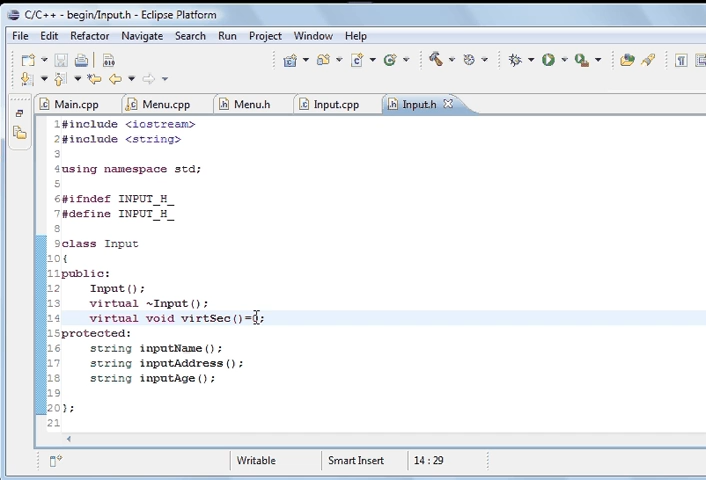 C/C++ - begin/Input.h - Eclipse Platform
File Edit Refactor Navigate Search Run Project Window Help
Main.cpp Menu.cpp Menu.h Input.cpp Input.h
1#include <iostream>
2#include <string>
3
4using namespace std;
5
6#ifndef INPUT_H_
7#define INPUT_H_
8
9class Input
10{
11public:
12 Input();
13 virtual ~Input();
14 virtual void virtSec()=0;
15protected:
16 string inputName();
17 string inputAddress();
18 string inputAge();
19
20};
21
Writable Smart Insert 14 : 29